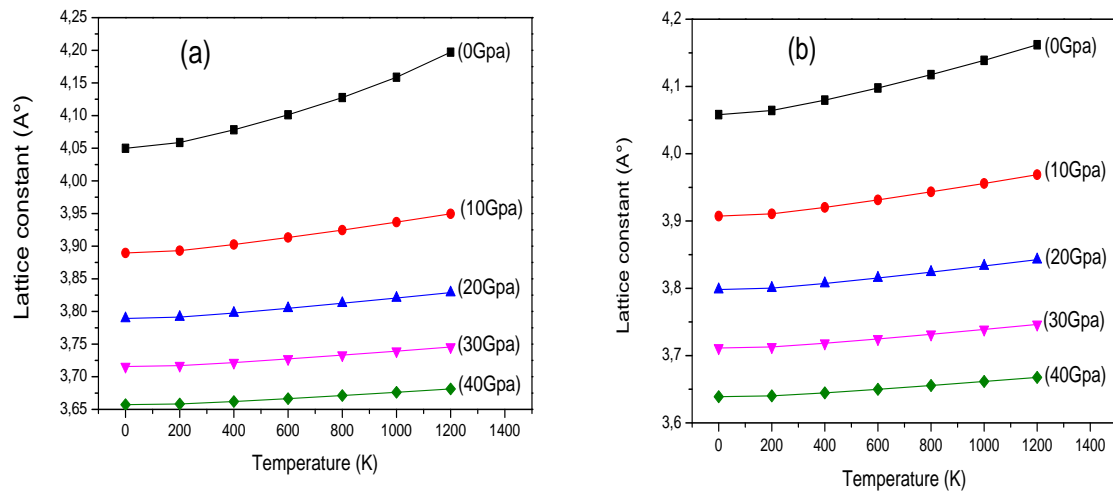 (a)
4,25
4,20
4,15
4,10
4,05
4,00
3,95
3,90
3,85
3,80
3,75
3,70
3,65
Lattice constant (A°)
(0Gpa)
(10Gpa)
(20Gpa)
(30Gpa)
(40Gpa)
0 200 400 600 800 1000 1200 1400
Temperature (K)
(b)
4,2
4,1
4,0
3,9
3,8
3,7
3,6
Lattice constant (A°)
(0Gpa)
(10Gpa)
(20Gpa)
(30Gpa)
(40Gpa)
0 200 400 600 800 1000 1200 1400
Temperature (K)